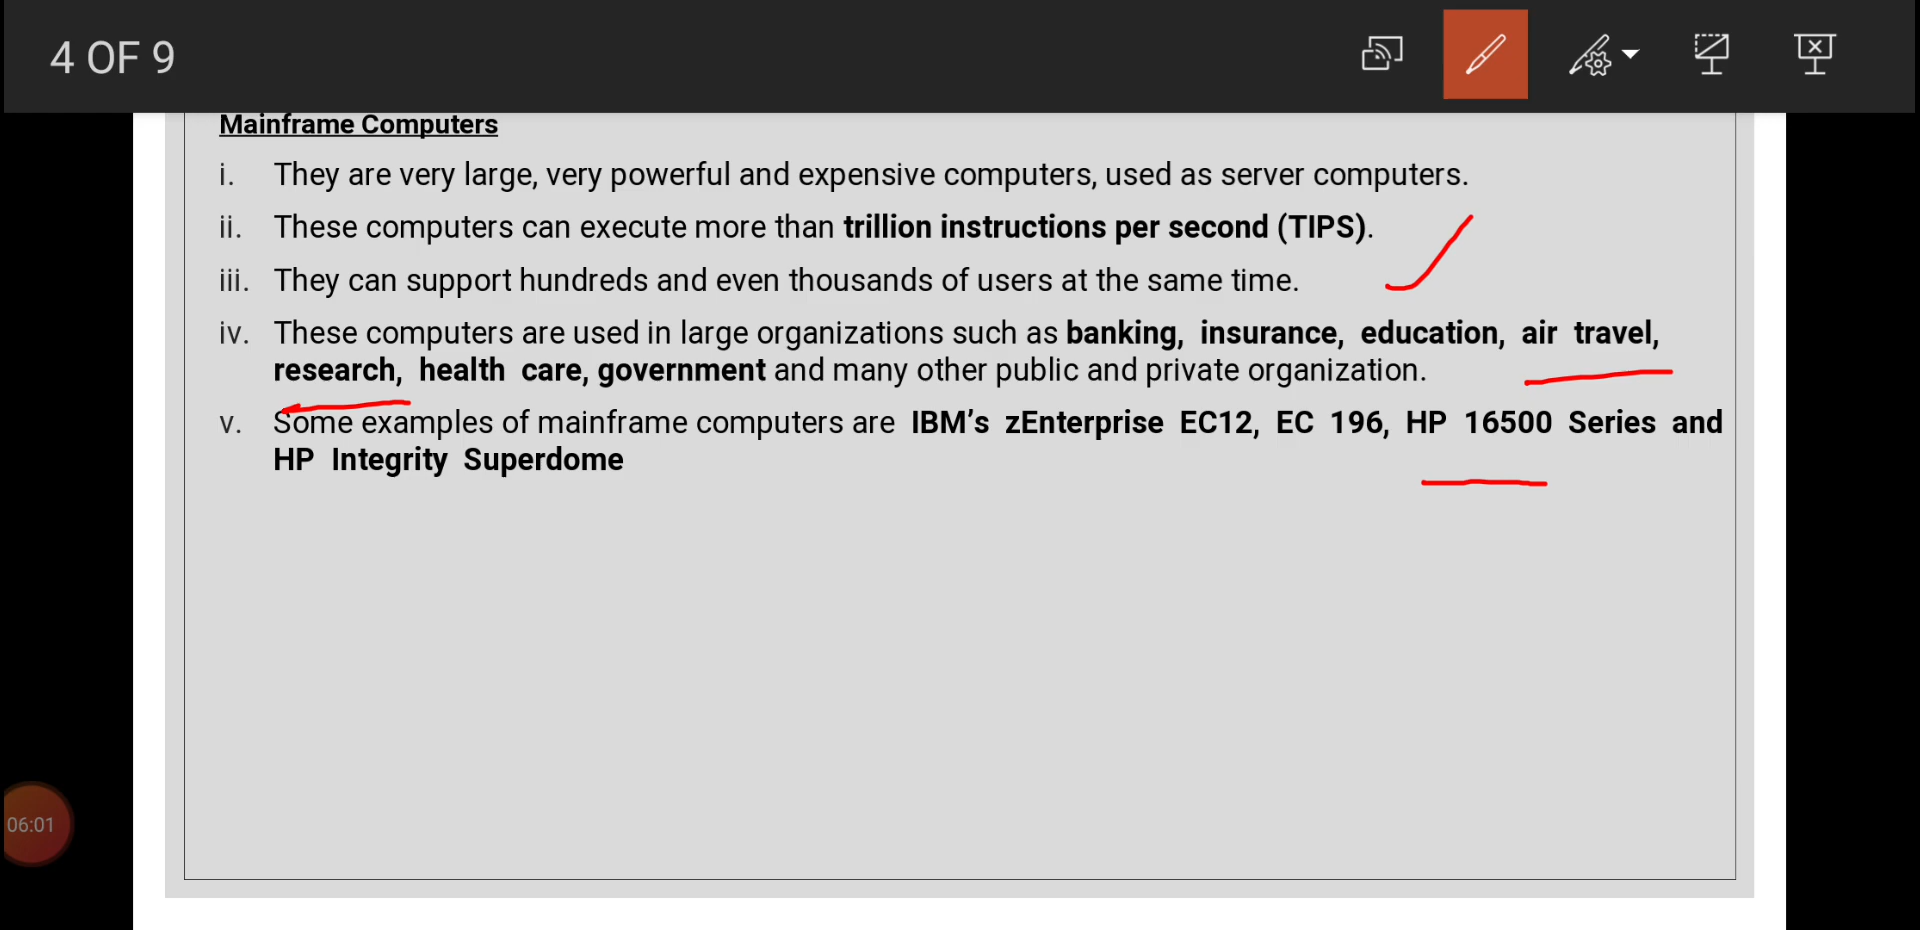 4 OF 9
Mainframe Computers
i. They are very large, very powerful and expensive computers, used as server computers.
ii. These computers can execute more than trillion instructions per second (TIPS).
iii. They can support hundreds and even thousands of users at the same time.
iv. These computers are used in large organizations such as banking, insurance, education, air travel,
research, health care, government and many other public and private organization.
v. Some examples of mainframe computers are IBM’s zEnterprise EC12, EC 196, HP 16500 Series and
HP Integrity Superdome
06:01